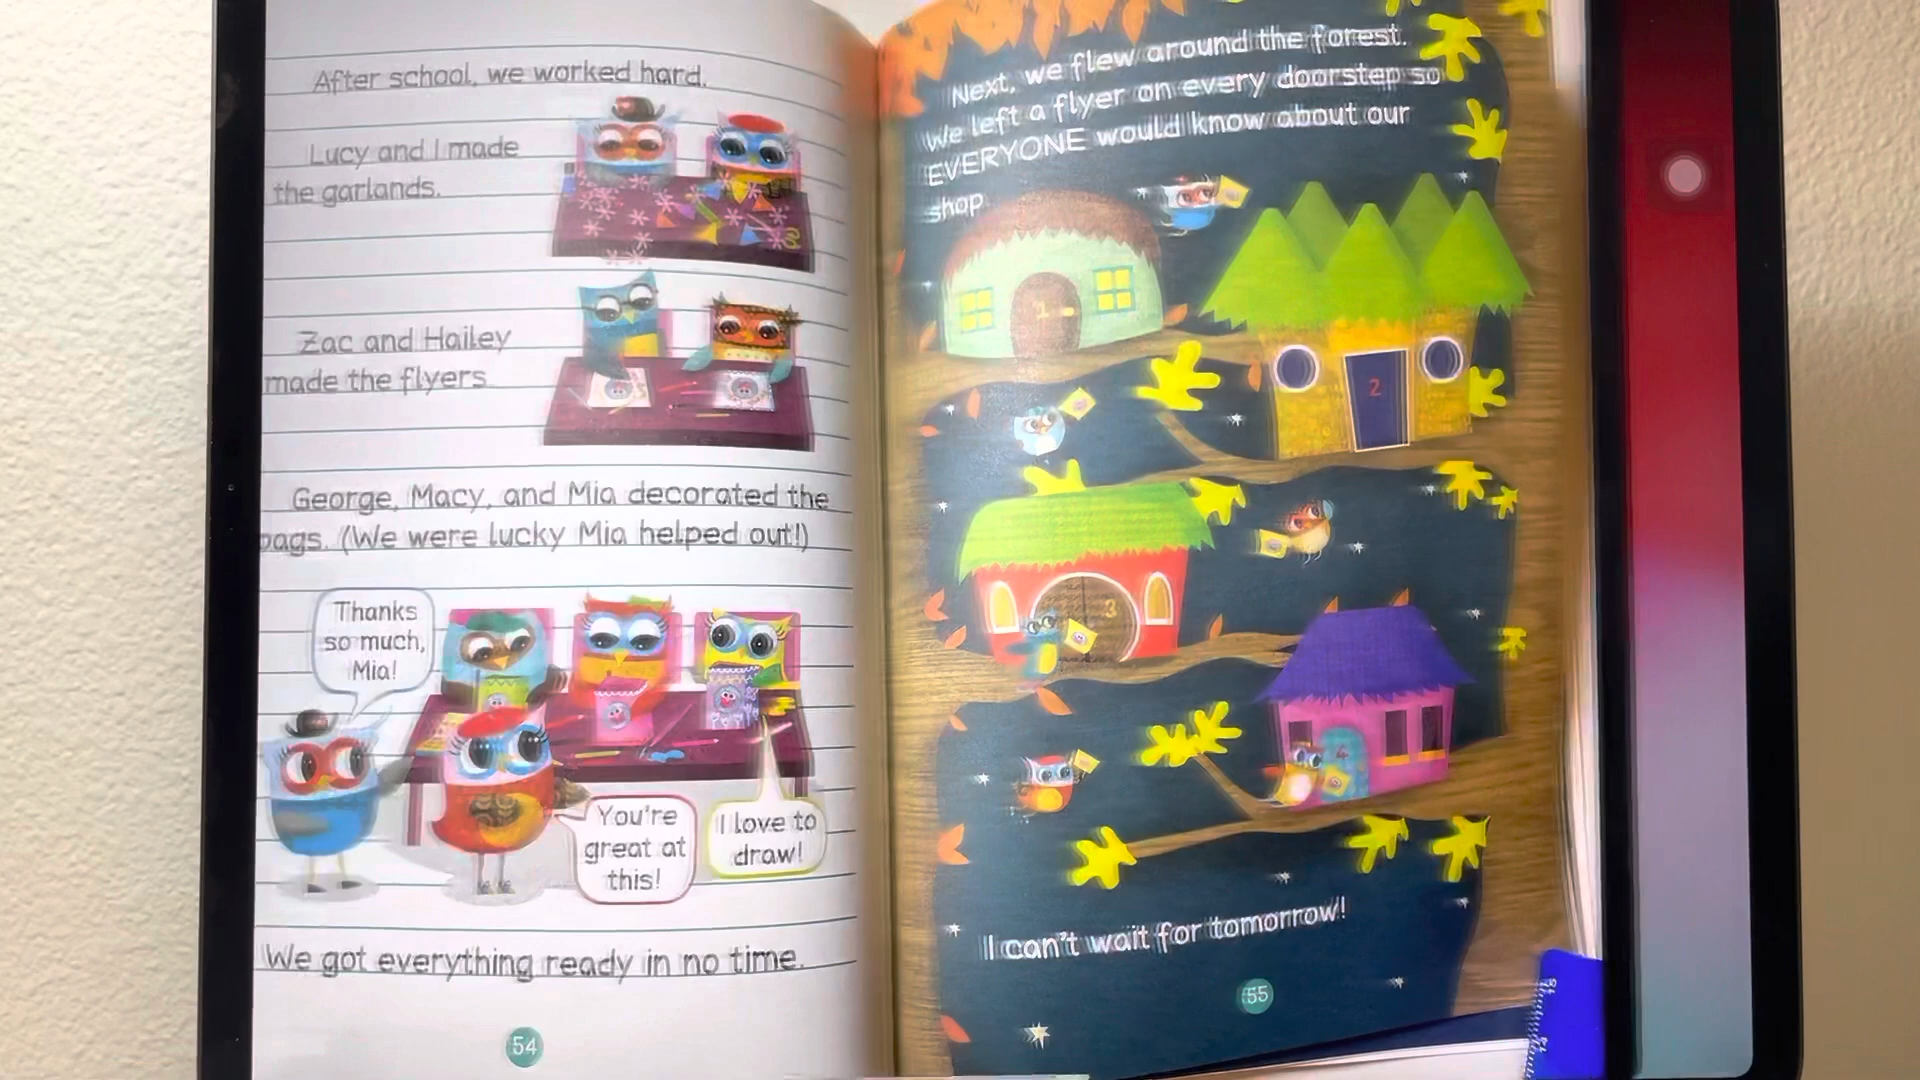 After school, we worked hard.
Lucy and I made
the garlands.
Zac and Hailey
made the flyers.
George, Macy, and Mia decorated the
bags. (We were lucky Mia helped out!)
Thanks
so much,
Mia!
You're
great at
this!
I love to
draw!
We got everything ready in no time.
54
Next, we flew around the forest.
We left a flyer on every doorstep so
EVERYONE would know about our
shop.
1
2
3
4
I can't wait for tomorrow!
55